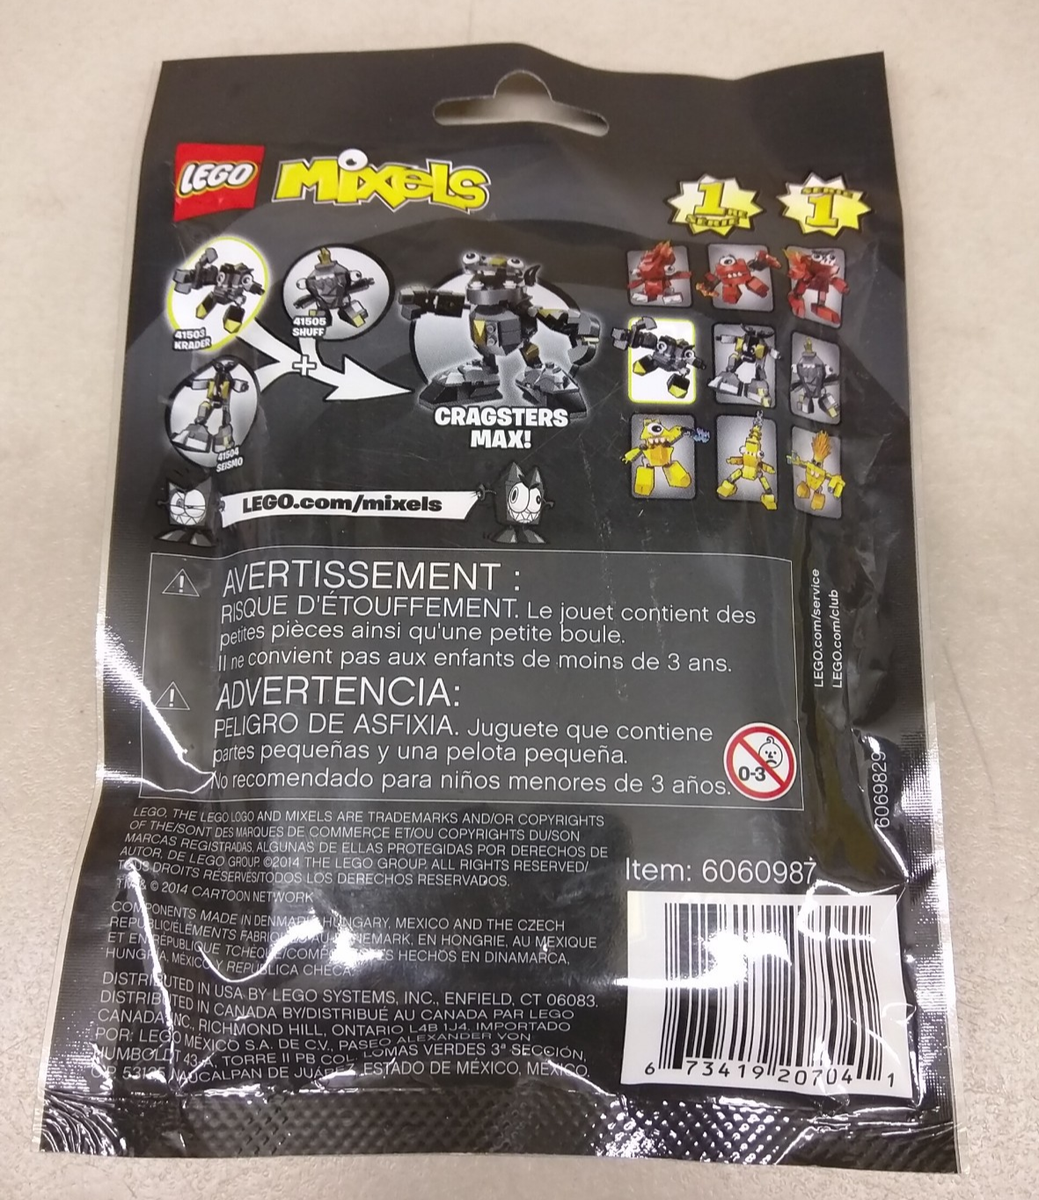 LEGO MixeLs
1RE SÉRIE
SERIE 1
41503 KRADER
41505 SHUFF
+
41504 SEISMO
CRAGSTERS
MAX!
LEGO.com/mixels
AVERTISSEMENT :
RISQUE D'ÉTOUFFEMENT. Le jouet contient des
petites pièces ainsi qu'une petite boule.
Il ne convient pas aux enfants de moins de 3 ans.
ADVERTENCIA:
PELIGRO DE ASFIXIA. Juguete que contiene
partes pequeñas y una pelota pequeña.
No recomendado para niños menores de 3 años.
0-3
LEGO.com/service
LEGO.com/club
6069829
LEGO, THE LEGO LOGO AND MIXELS ARE TRADEMARKS AND/OR COPYRIGHTS
OF THE/SONT DES MARQUES DE COMMERCE ET/OU COPYRIGHTS DU/SON
MARCAS REGISTRADAS, ALGUNAS DE ELLAS PROTEGIDAS POR DERECHOS DE
AUTOR, DE LEGO GROUP. ©2014 THE LEGO GROUP. ALL RIGHTS RESERVED/
TOUS DROITS RÉSERVÉS/TODOS LOS DERECHOS RESERVADOS.
TM & © 2014 CARTOON NETWORK
COMPONENTS MADE IN DENMARK, HUNGARY, MEXICO AND THE CZECH
REPUBLIC/ÉLÉMENTS FABRIQUÉS AU DANEMARK, EN HONGRIE, AU MEXIQUE
ET EN RÉPUBLIQUE TCHÈQUE/COMPONENTES HECHOS EN DINAMARCA,
HUNGRÍA, MÉXICO Y REPÚBLICA CHECA
DISTRIBUTED IN USA BY LEGO SYSTEMS, INC., ENFIELD, CT 06083.
DISTRIBUTED IN CANADA BY/DISTRIBUÉ AU CANADA PAR LEGO
CANADA INC., RICHMOND HILL, ONTARIO L4B 1J4. IMPORTADO
POR: LEGO MÉXICO S.A. DE C.V., PASEO ALEXANDER VON
HUMBOLDT 43-A, TORRE II PB COL. LOMAS VERDES 3ª SECCIÓN,
CP NAUCALPAN DE JUÁREZ, ESTADO DE MÉXICO, MÉXICO.
Item: 6060987
6 73419 20704 1